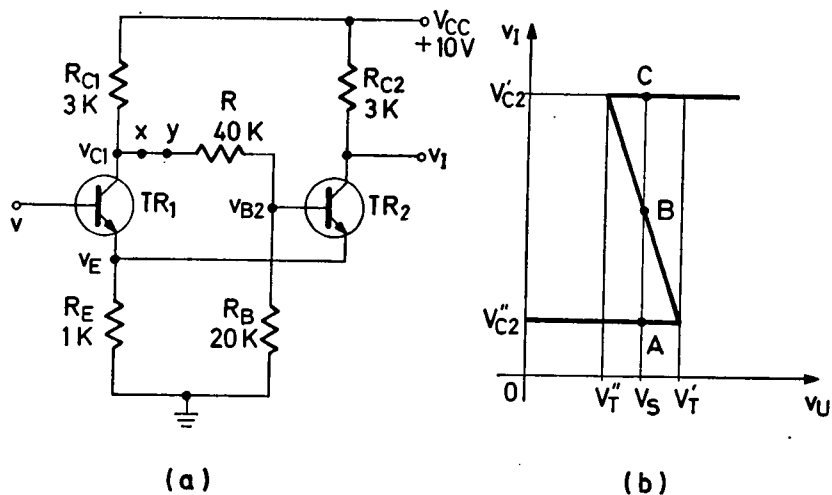 V_CC
+10V
R_C1
3K
R
40K
R_C2
3K
x y
v_C1
v_I
TR_1
v
v_B2
TR_2
v_E
R_E
1K
R_B
20K
(a)
v_I
V'_C2
C
B
V''_C2
A
0
V''_T
V_S
V'_T
v_U
(b)